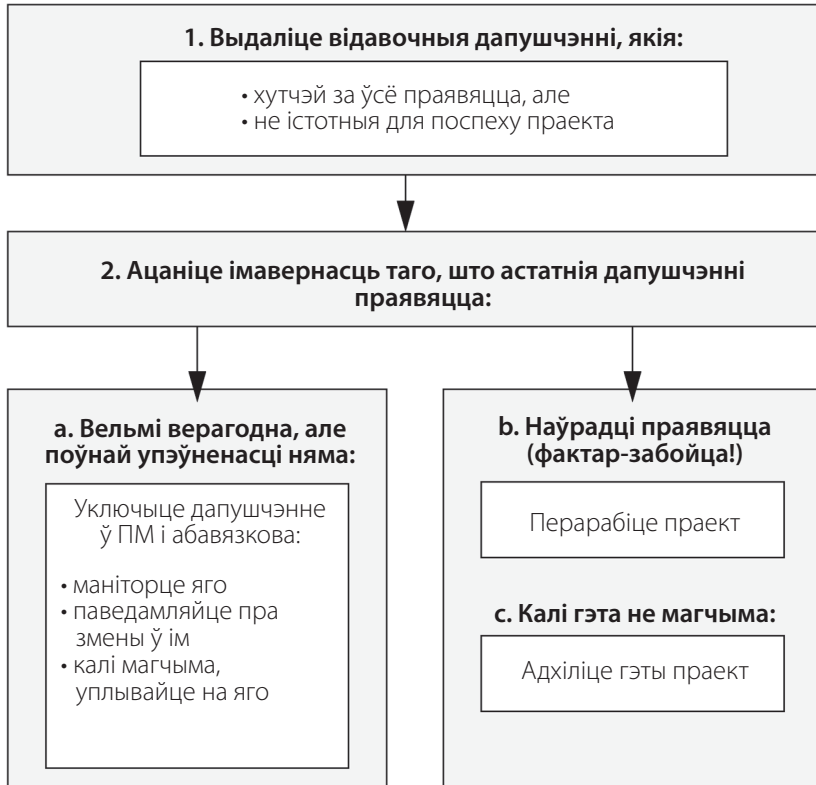 1. Выдаліце відавочныя дапушчэнні, якія:
• хутчэй за ўсё праявяцца, але
• не істотныя для поспеху праекта
2. Ацаніце імавернасць таго, што астатнія дапушчэнні
праявяцца:
a. Вельмі верагодна, але
поўнай упэўненасці няма:
Уключыце дапушчэнне
ў ПМ і абавязкова:
• маніторце яго
• паведамляйце пра
змены ў ім
• калі магчыма,
уплывайце на яго
b. Наўрадці праявяцца
(фактар-забойца!)
Перарабіце праект
c. Калі гэта не магчыма:
Адхіліце гэты праект